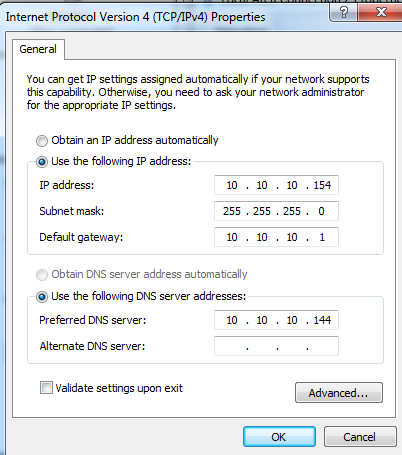 Internet Protocol Version 4 (TCP/IPv4) Properties
General
You can get IP settings assigned automatically if your network supports
this capability. Otherwise, you need to ask your network administrator
for the appropriate IP settings.
Obtain an IP address automatically
Use the following IP address:
IP address: 10 . 10 . 10 . 154
Subnet mask: 255 . 255 . 255 . 0
Default gateway: 10 . 10 . 10 . 1
Obtain DNS server address automatically
Use the following DNS server addresses:
Preferred DNS server: 10 . 10 . 10 . 144
Alternate DNS server: . . .
Validate settings upon exit
Advanced...
OK Cancel